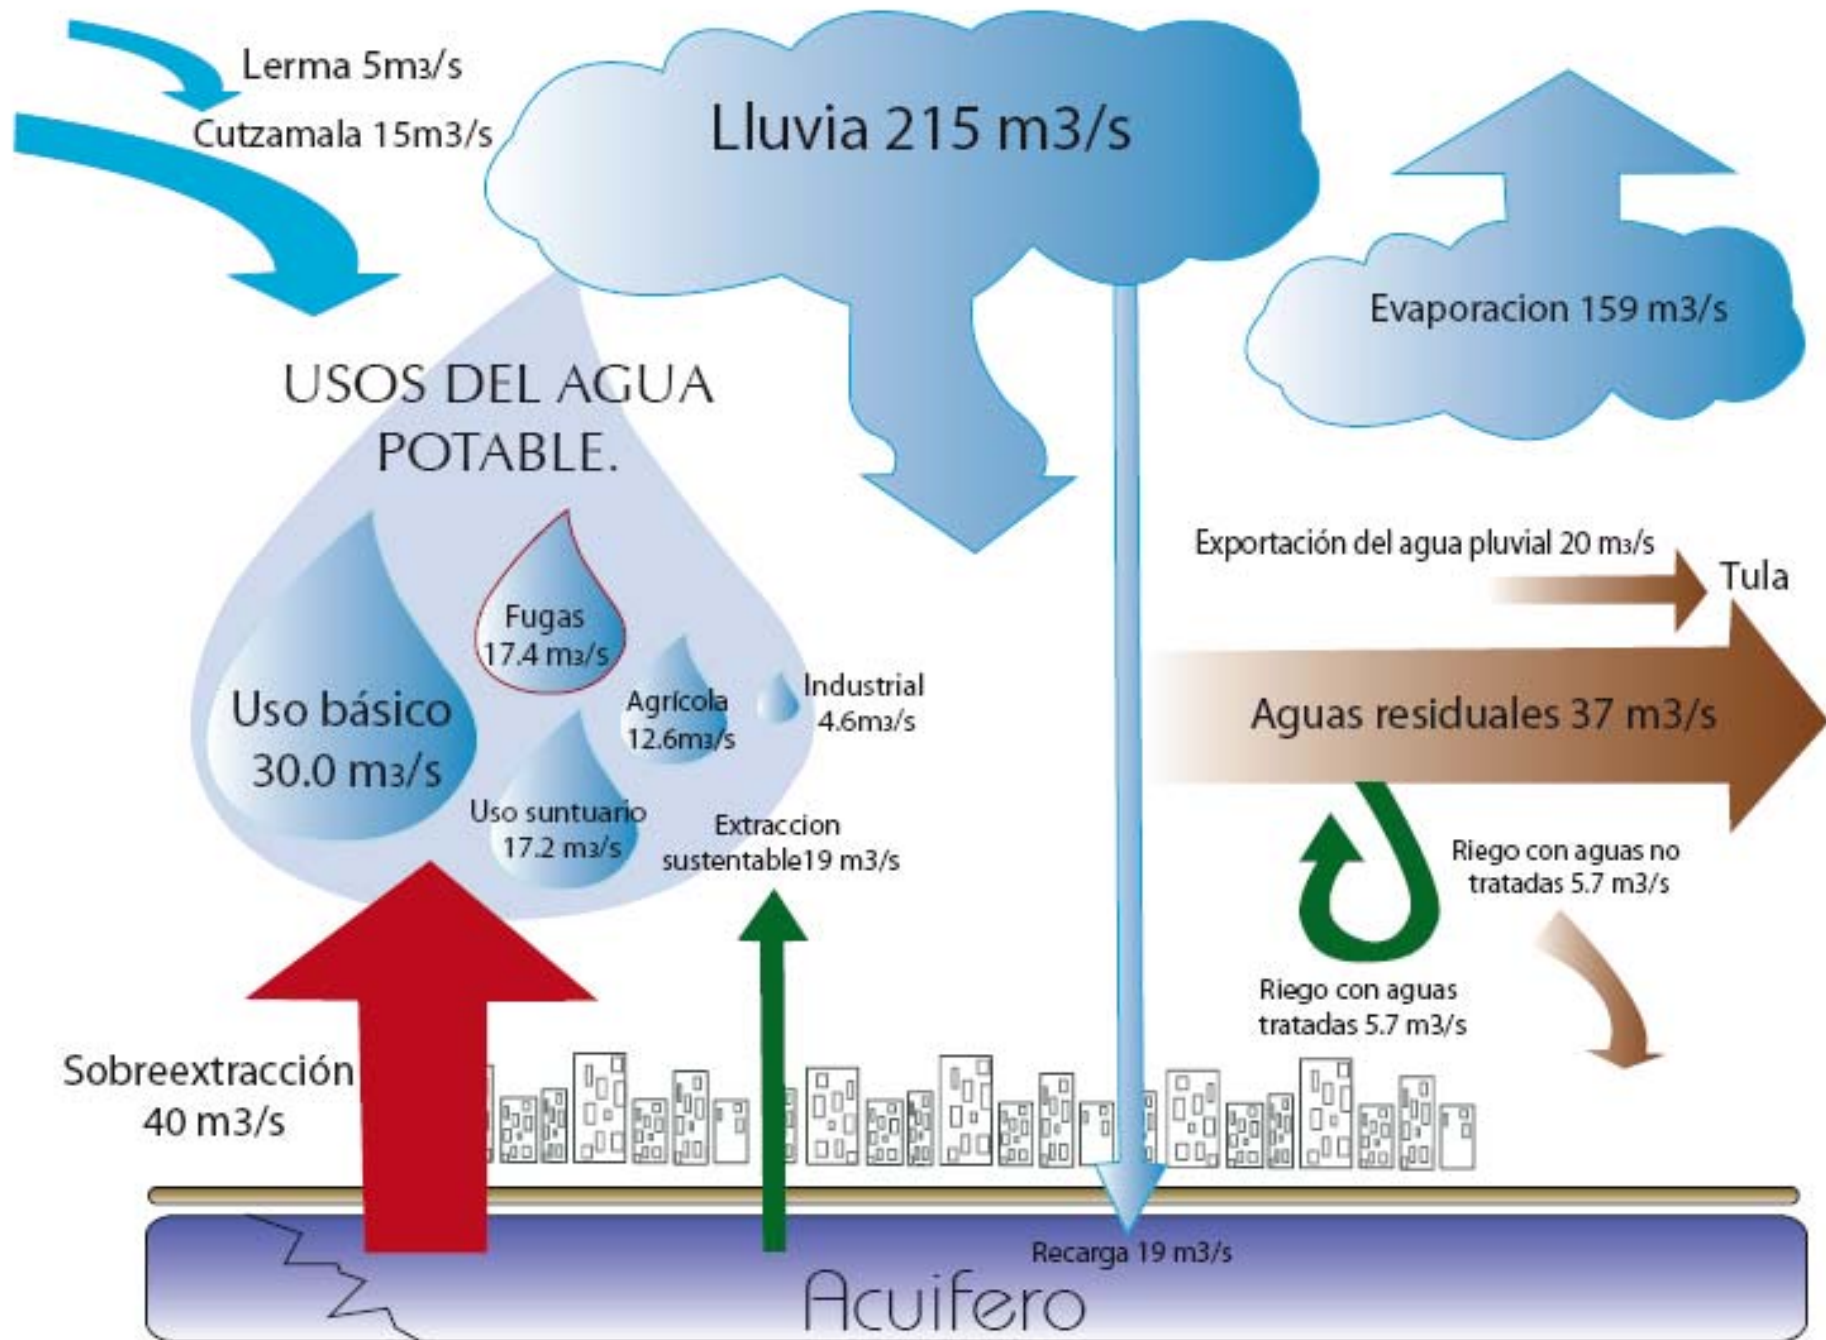 Lerma 5m3/s
Cutzamala 15m3/s
Lluvia 215 m3/s
Evaporacion 159 m3/s
USOS DEL AGUA
POTABLE.
Fugas
17.4 m3/s
Uso básico
30.0 m3/s
Agrícola
12.6m3/s
Industrial
4.6m3/s
Uso suntuario
17.2 m3/s
Extraccion
sustentable19 m3/s
Exportación del agua pluvial 20 m3/s
Tula
Aguas residuales 37 m3/s
Riego con aguas no
tratadas 5.7 m3/s
Riego con aguas
tratadas 5.7 m3/s
Sobreextracción
40 m3/s
Recarga 19 m3/s
Acuifero